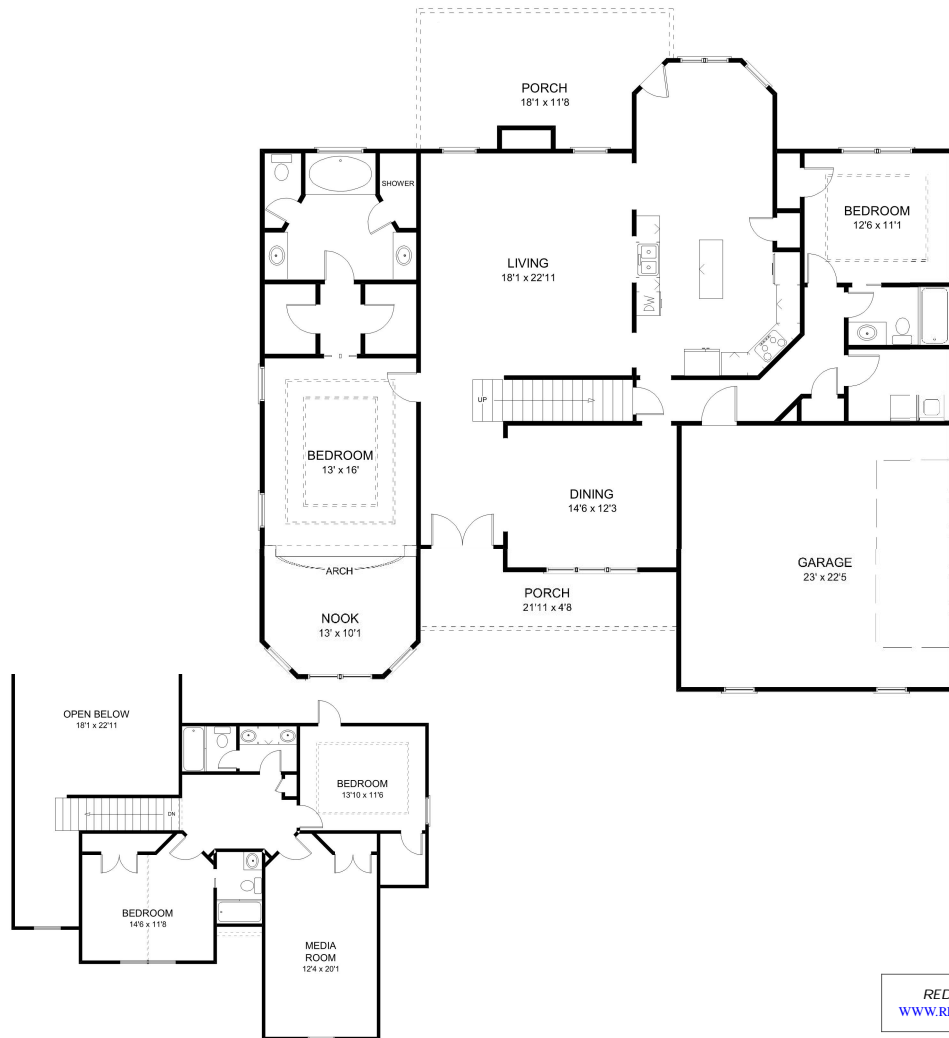 PORCH
18'1 x 11'8
SHOWER
BEDROOM
12'6 x 11'1
LIVING
18'1 x 22'11
DW
UP
BEDROOM
13' x 16'
DINING
14'6 x 12'3
GARAGE
23' x 22'5
ARCH
PORCH
21'11 x 4'8
NOOK
13' x 10'1
OPEN BELOW
18'1 x 22'11
BEDROOM
13'10 x 11'6
DN
BEDROOM
14'6 x 11'8
MEDIA
ROOM
12'4 x 20'1